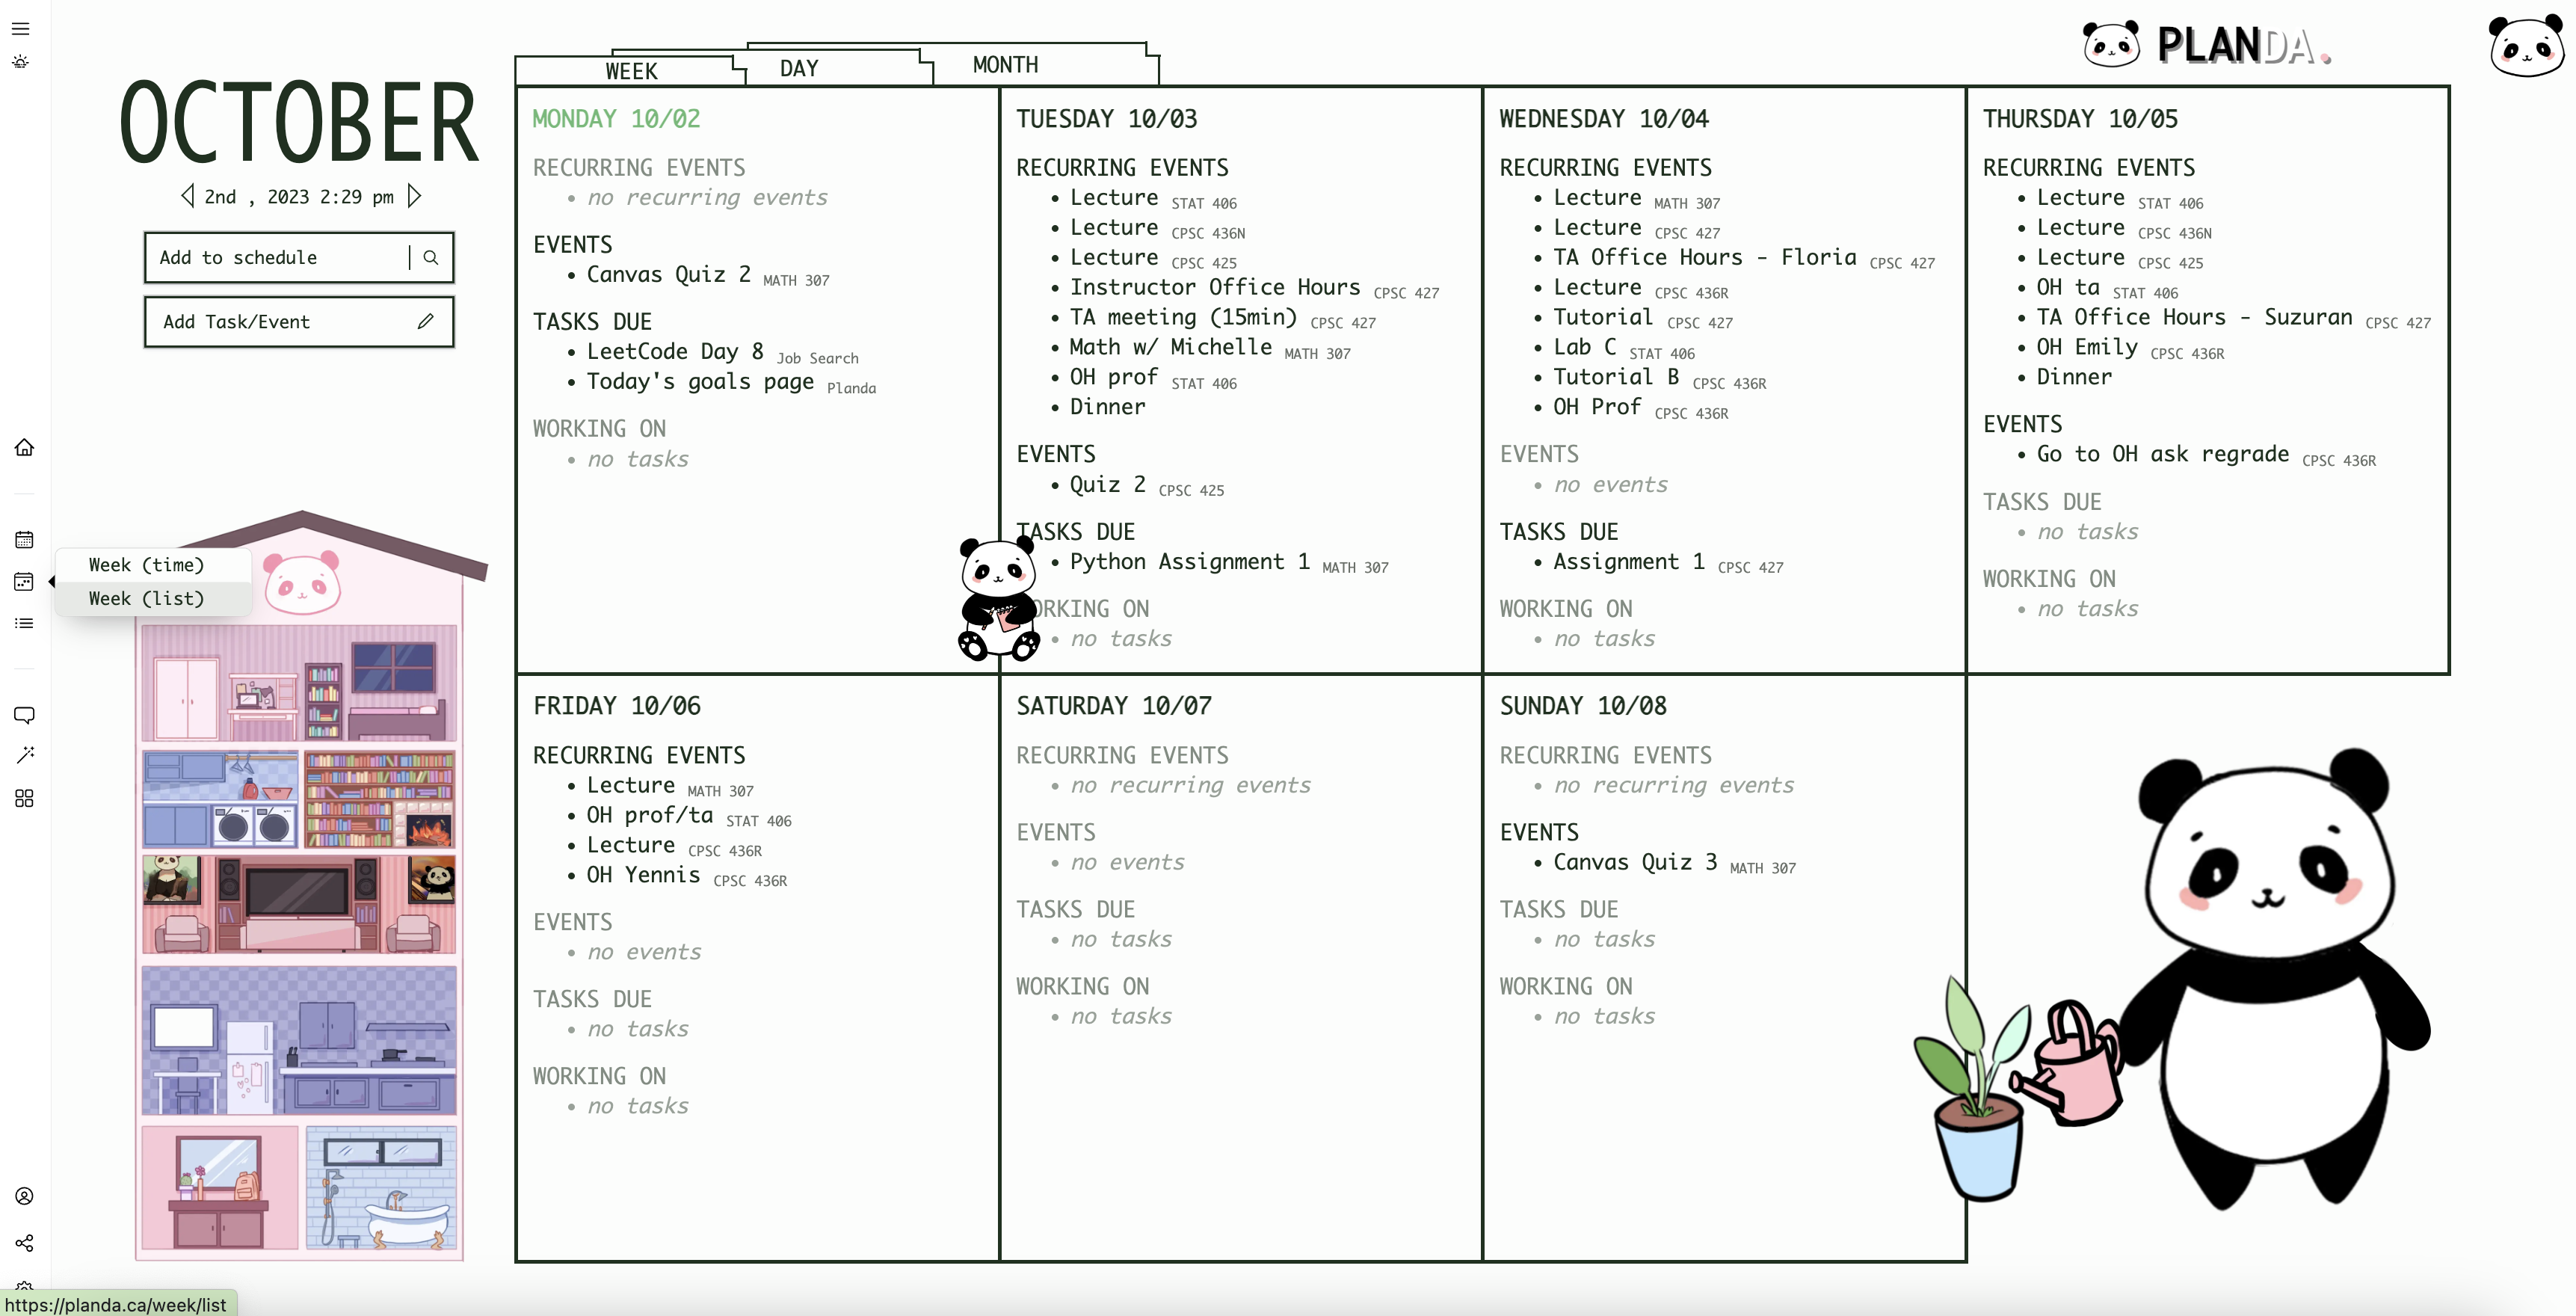 OCTOBER
2nd , 2023 2:29 pm
Add to schedule
Add Task/Event
Week (time)
Week (list)
WEEK
DAY
MONTH
PLANDA.
MONDAY 10/02
RECURRING EVENTS
no recurring events
EVENTS
Canvas Quiz 2 MATH 307
TASKS DUE
LeetCode Day 8 Job Search
Today's goals page Planda
WORKING ON
no tasks
TUESDAY 10/03
RECURRING EVENTS
Lecture STAT 406
Lecture CPSC 436N
Lecture CPSC 425
Instructor Office Hours CPSC 427
TA meeting (15min) CPSC 427
Math w/ Michelle MATH 307
OH prof STAT 406
Dinner
EVENTS
Quiz 2 CPSC 425
TASKS DUE
Python Assignment 1 MATH 307
WORKING ON
no tasks
WEDNESDAY 10/04
RECURRING EVENTS
Lecture MATH 307
Lecture CPSC 427
TA Office Hours - Floria CPSC 427
Lecture CPSC 436R
Tutorial CPSC 427
Lab C STAT 406
Tutorial B CPSC 436R
OH Prof CPSC 436R
EVENTS
no events
TASKS DUE
Assignment 1 CPSC 427
WORKING ON
no tasks
THURSDAY 10/05
RECURRING EVENTS
Lecture STAT 406
Lecture CPSC 436N
Lecture CPSC 425
OH ta STAT 406
TA Office Hours - Suzuran CPSC 427
OH Emily CPSC 436R
Dinner
EVENTS
Go to OH ask regrade CPSC 436R
TASKS DUE
no tasks
WORKING ON
no tasks
FRIDAY 10/06
RECURRING EVENTS
Lecture MATH 307
OH prof/ta STAT 406
Lecture CPSC 436R
OH Yennis CPSC 436R
EVENTS
no events
TASKS DUE
no tasks
WORKING ON
no tasks
SATURDAY 10/07
RECURRING EVENTS
no recurring events
EVENTS
no events
TASKS DUE
no tasks
WORKING ON
no tasks
SUNDAY 10/08
RECURRING EVENTS
no recurring events
EVENTS
Canvas Quiz 3 MATH 307
TASKS DUE
no tasks
WORKING ON
no tasks
https://planda.ca/week/list